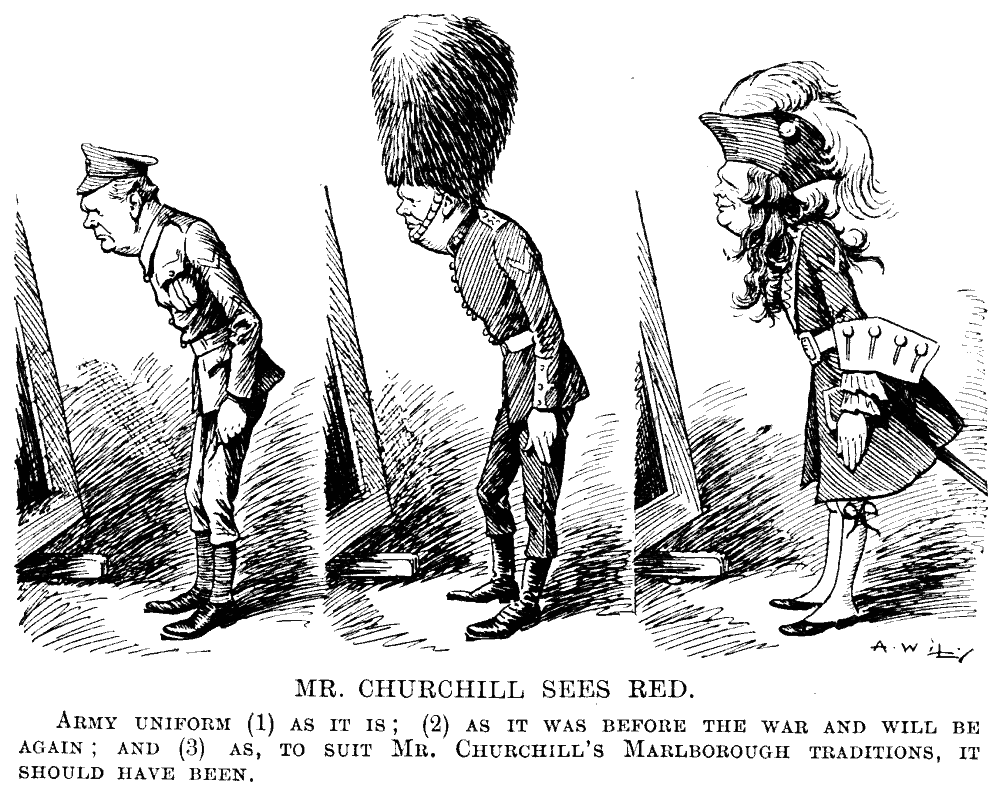 A. W
MR. CHURCHILL SEES RED.
ARMY UNIFORM (1) AS IT IS; (2) AS IT WAS BEFORE THE WAR AND WILL BE
AGAIN; AND (3) AS, TO SUIT MR. CHURCHILL'S MARLBOROUGH TRADITIONS, IT
SHOULD HAVE BEEN.